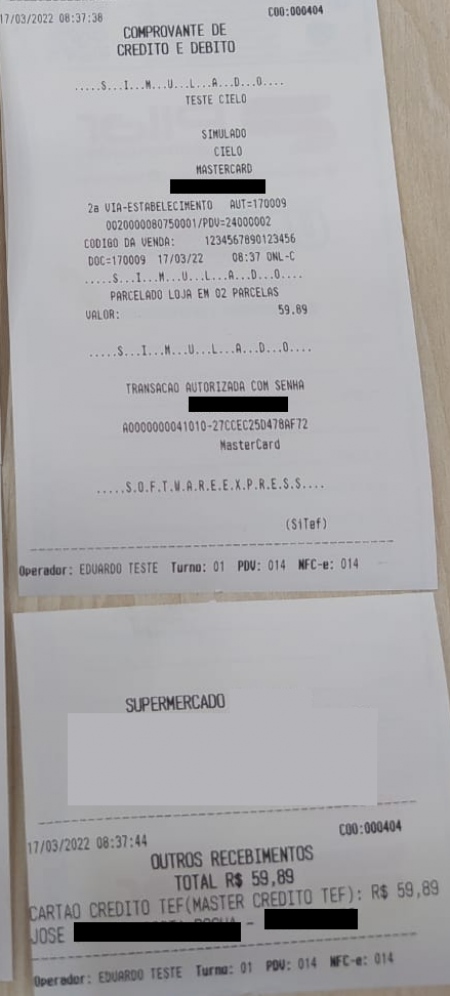 17/03/2022 08:37:38 COO:000404
COMPROVANTE DE
CREDITO E DEBITO
.....S...I...M...U...L...A...D...O....
TESTE CIELO
SIMULADO
CIELO
MASTERCARD
2a VIA-ESTABELECIMENTO AUT=170009
0020000080750001/PDV=24000002
CODIGO DA VENDA: 1234567890123456
DOC=170009 17/03/22 08:37 ONL-C
.....S...I...M...U...L...A...D...O....
PARCELADO LOJA EM 02 PARCELAS
VALOR: 59.89
.....S...I...M...U...L...A...D...O....
TRANSACAO AUTORIZADA COM SENHA
A0000000041010-27CCEC25D478AF72
MasterCard
.....S.O.F.T.W.A.R.E.E.X.P.R.E.S.S....
(SiTef)
Operador: EDUARDO TESTE Turno: 01 PDV: 014 NFC-e: 014
SUPERMERCADO
17/03/2022 08:37:44 COO:000404
OUTROS RECEBIMENTOS
TOTAL R$ 59,89
CARTAO CREDITO TEF(MASTER CREDITO TEF): R$ 59,89
JOSE -
Operador: EDUARDO TESTE Turno: 01 PDV: 014 NFC-e: 014